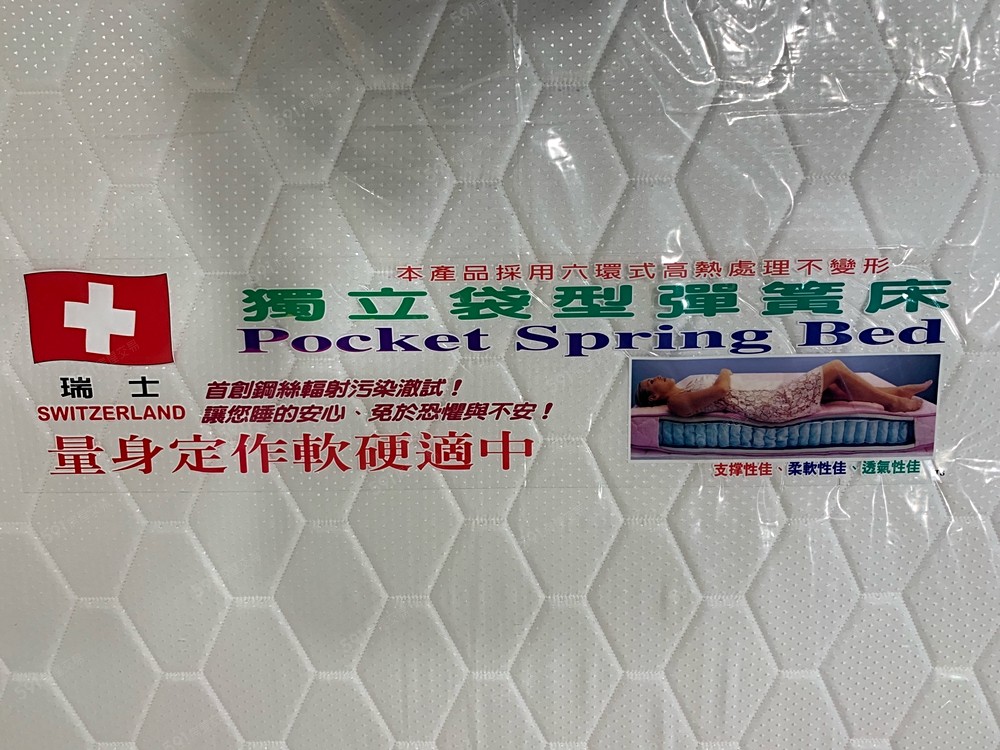 本產品採用六環式高熱處理不變形
獨立袋型彈簧床
Pocket Spring Bed
瑞士
SWITZERLAND
首創鋼絲輻射污染澈試！
讓您睡的安心、免於恐懼與不安！
量身定作軟硬適中
支撐性佳、柔軟性佳、透氣性佳